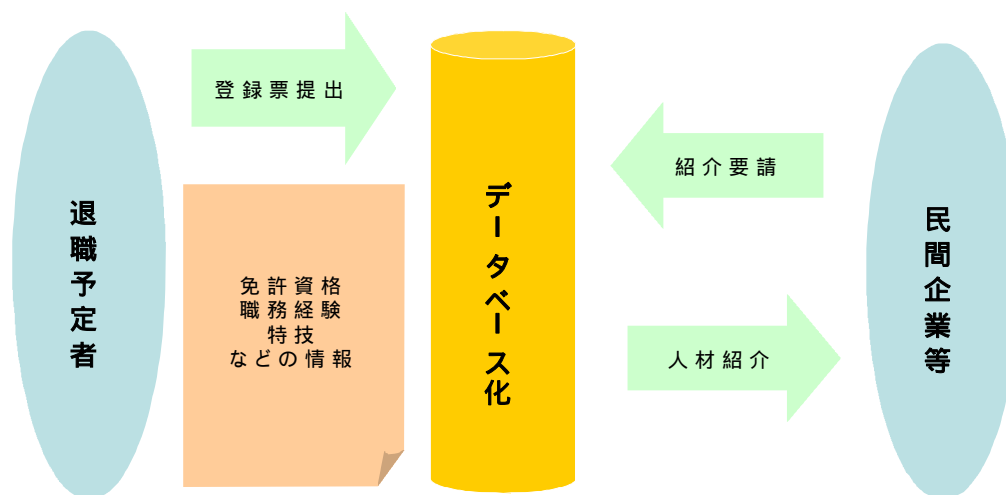 退職予定者
登録票提出
免許資格
職務経験
特技
などの情報
データベース化
紹介要請
人材紹介
民間企業等